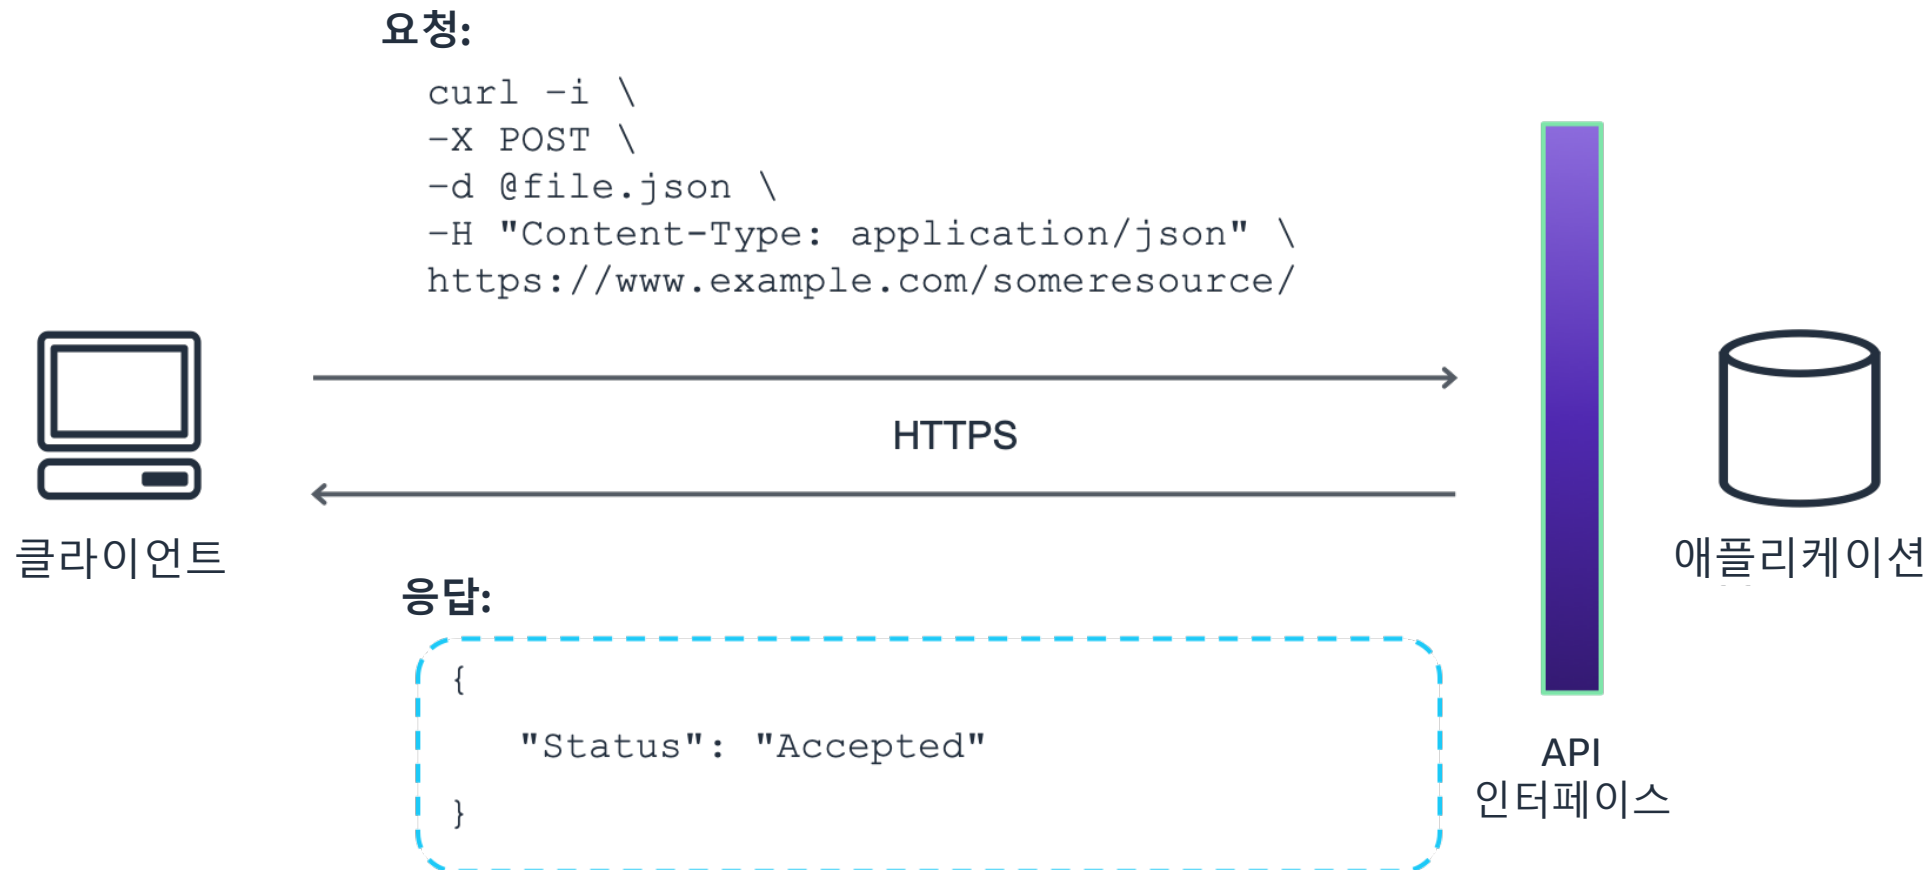 요청:
curl -i \
-X POST \
-d @file.json \
-H "Content-Type: application/json" \
https://www.example.com/someresource/
HTTPS
클라이언트
애플리케이션
응답:
{
"Status": "Accepted"
}
API
인터페이스